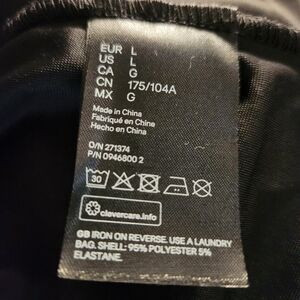 EUR L
US L
CA G
CN 175/104A
MX G
Made in China
Fabriqué en Chine
Hecho en China
O/N 271374
P/N 0946800 2
30
clevercare.info
GB IRON ON REVERSE. USE A LAUNDRY
BAG. SHELL: 95% POLYESTER 5%
ELASTANE.